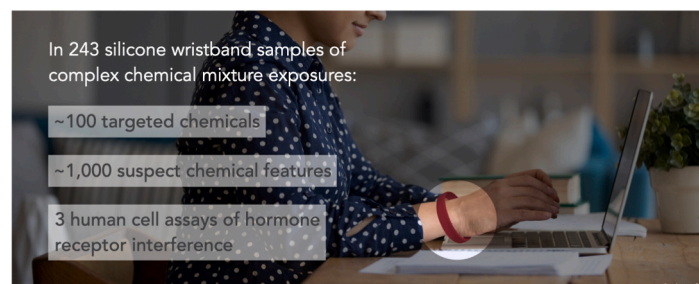 In 243 silicone wristband samples of
complex chemical mixture exposures:
~100 targeted chemicals
~1,000 suspect chemical features
3 human cell assays of hormone
receptor interference